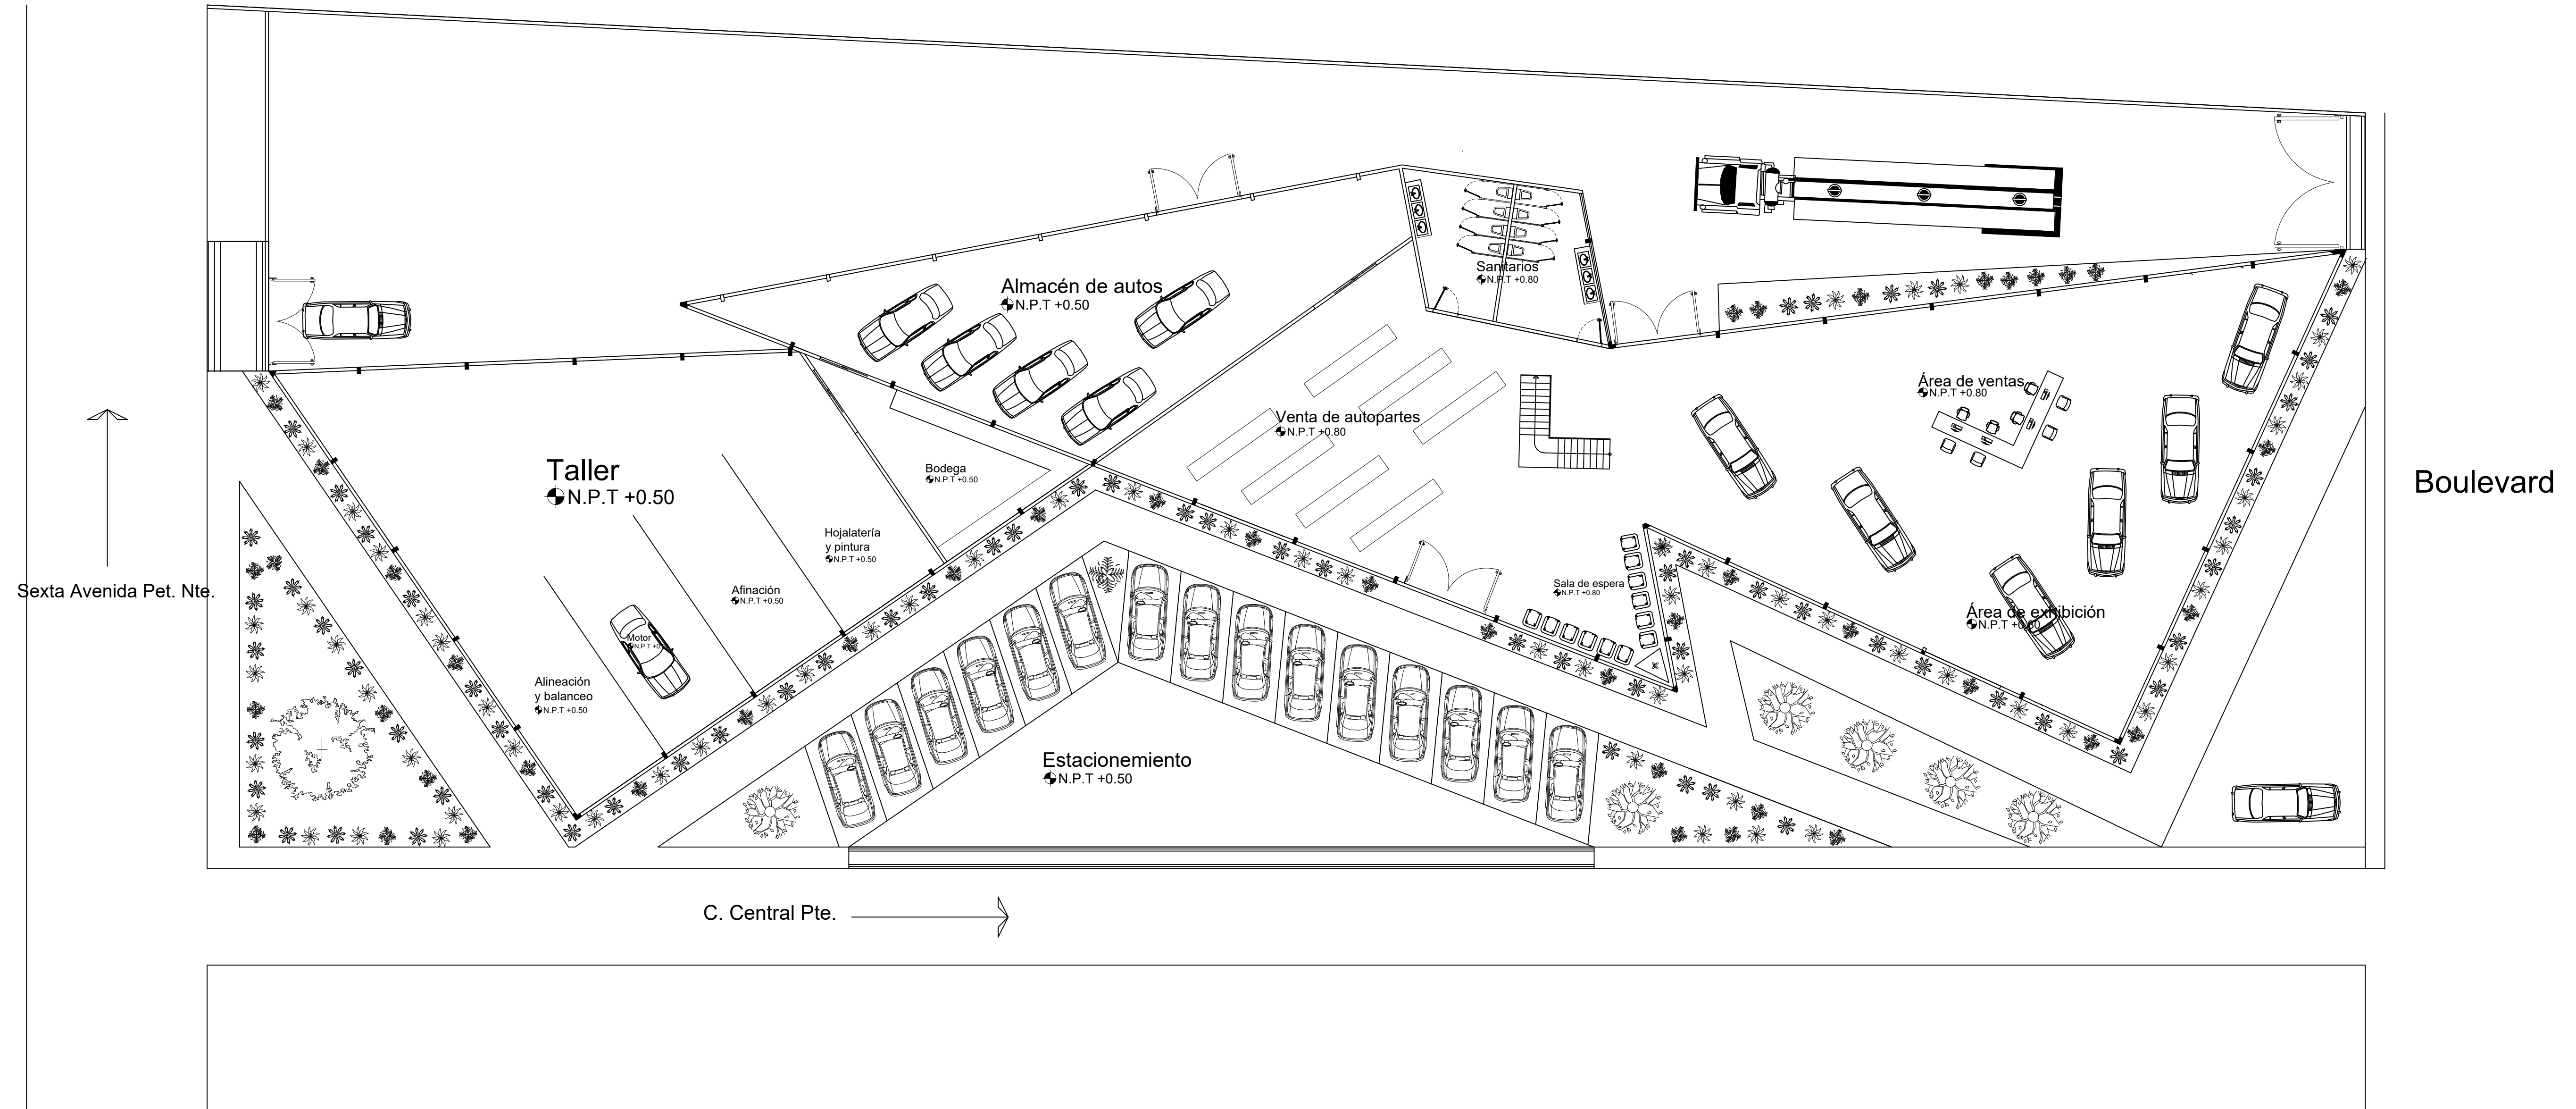 Almacén de autos
N.P.T +0.50
Sanitarios
N.P.T +0.80
Área de ventas
N.P.T +0.80
Venta de autopartes
N.P.T +0.80
Taller
N.P.T +0.50
Bodega
N.P.T +0.50
Boulevard
Hojalatería
y pintura
N.P.T +0.50
Sexta Avenida Pet. Nte.
Afinación
N.P.T +0.50
Sala de espera
N.P.T +0.80
Área de exhibición
N.P.T +0.80
Motor
Alineación
y balanceo
N.P.T +0.50
Estacionemiento
N.P.T +0.50
C. Central Pte.